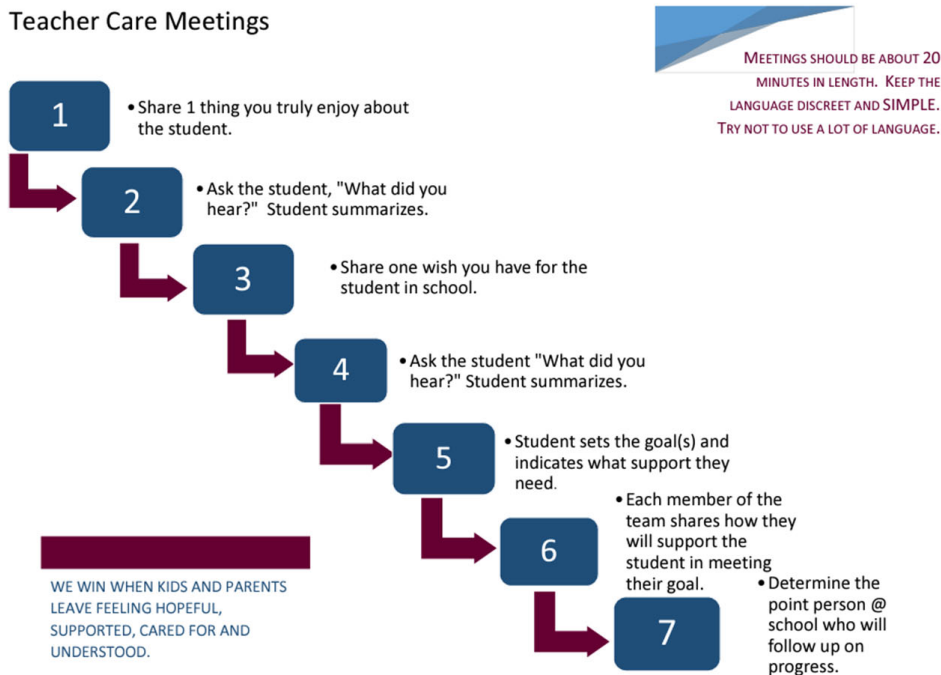 Teacher Care Meetings
MEETINGS SHOULD BE ABOUT 20
MINUTES IN LENGTH. KEEP THE
LANGUAGE DISCREET AND SIMPLE.
TRY NOT TO USE A LOT OF LANGUAGE.
1
• Share 1 thing you truly enjoy about
the student.
2
• Ask the student, "What did you
hear?" Student summarizes.
3
• Share one wish you have for the
student in school.
4
• Ask the student "What did you
hear?" Student summarizes.
5
• Student sets the goal(s) and
indicates what support they
need.
6
• Each member of the
team shares how they
will support the
student in meeting
their goal.
7
• Determine the
point person @
school who will
follow up on
progress.
WE WIN WHEN KIDS AND PARENTS
LEAVE FEELING HOPEFUL,
SUPPORTED, CARED FOR AND
UNDERSTOOD.